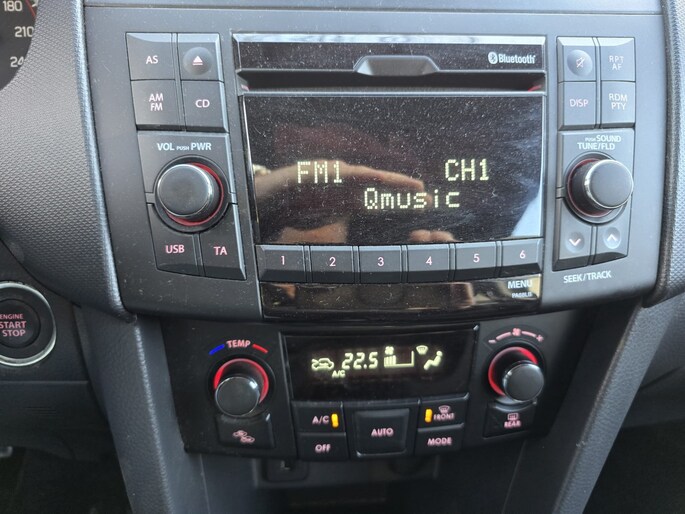 180
210
24
Bluetooth
AS
AM
FM
CD
VOL PUSH PWR
USB
TA
FM1 CH1
Qmusic
1 2 3 4 5 6
MENU
RPT
AF
DISP
RDM
PTY
PUSH SOUND
TUNE/FLD
SEEK/TRACK
ENGINE
START
STOP
TEMP
A/C
22.5
A/C
OFF
AUTO
FRONT
MODE
REAR